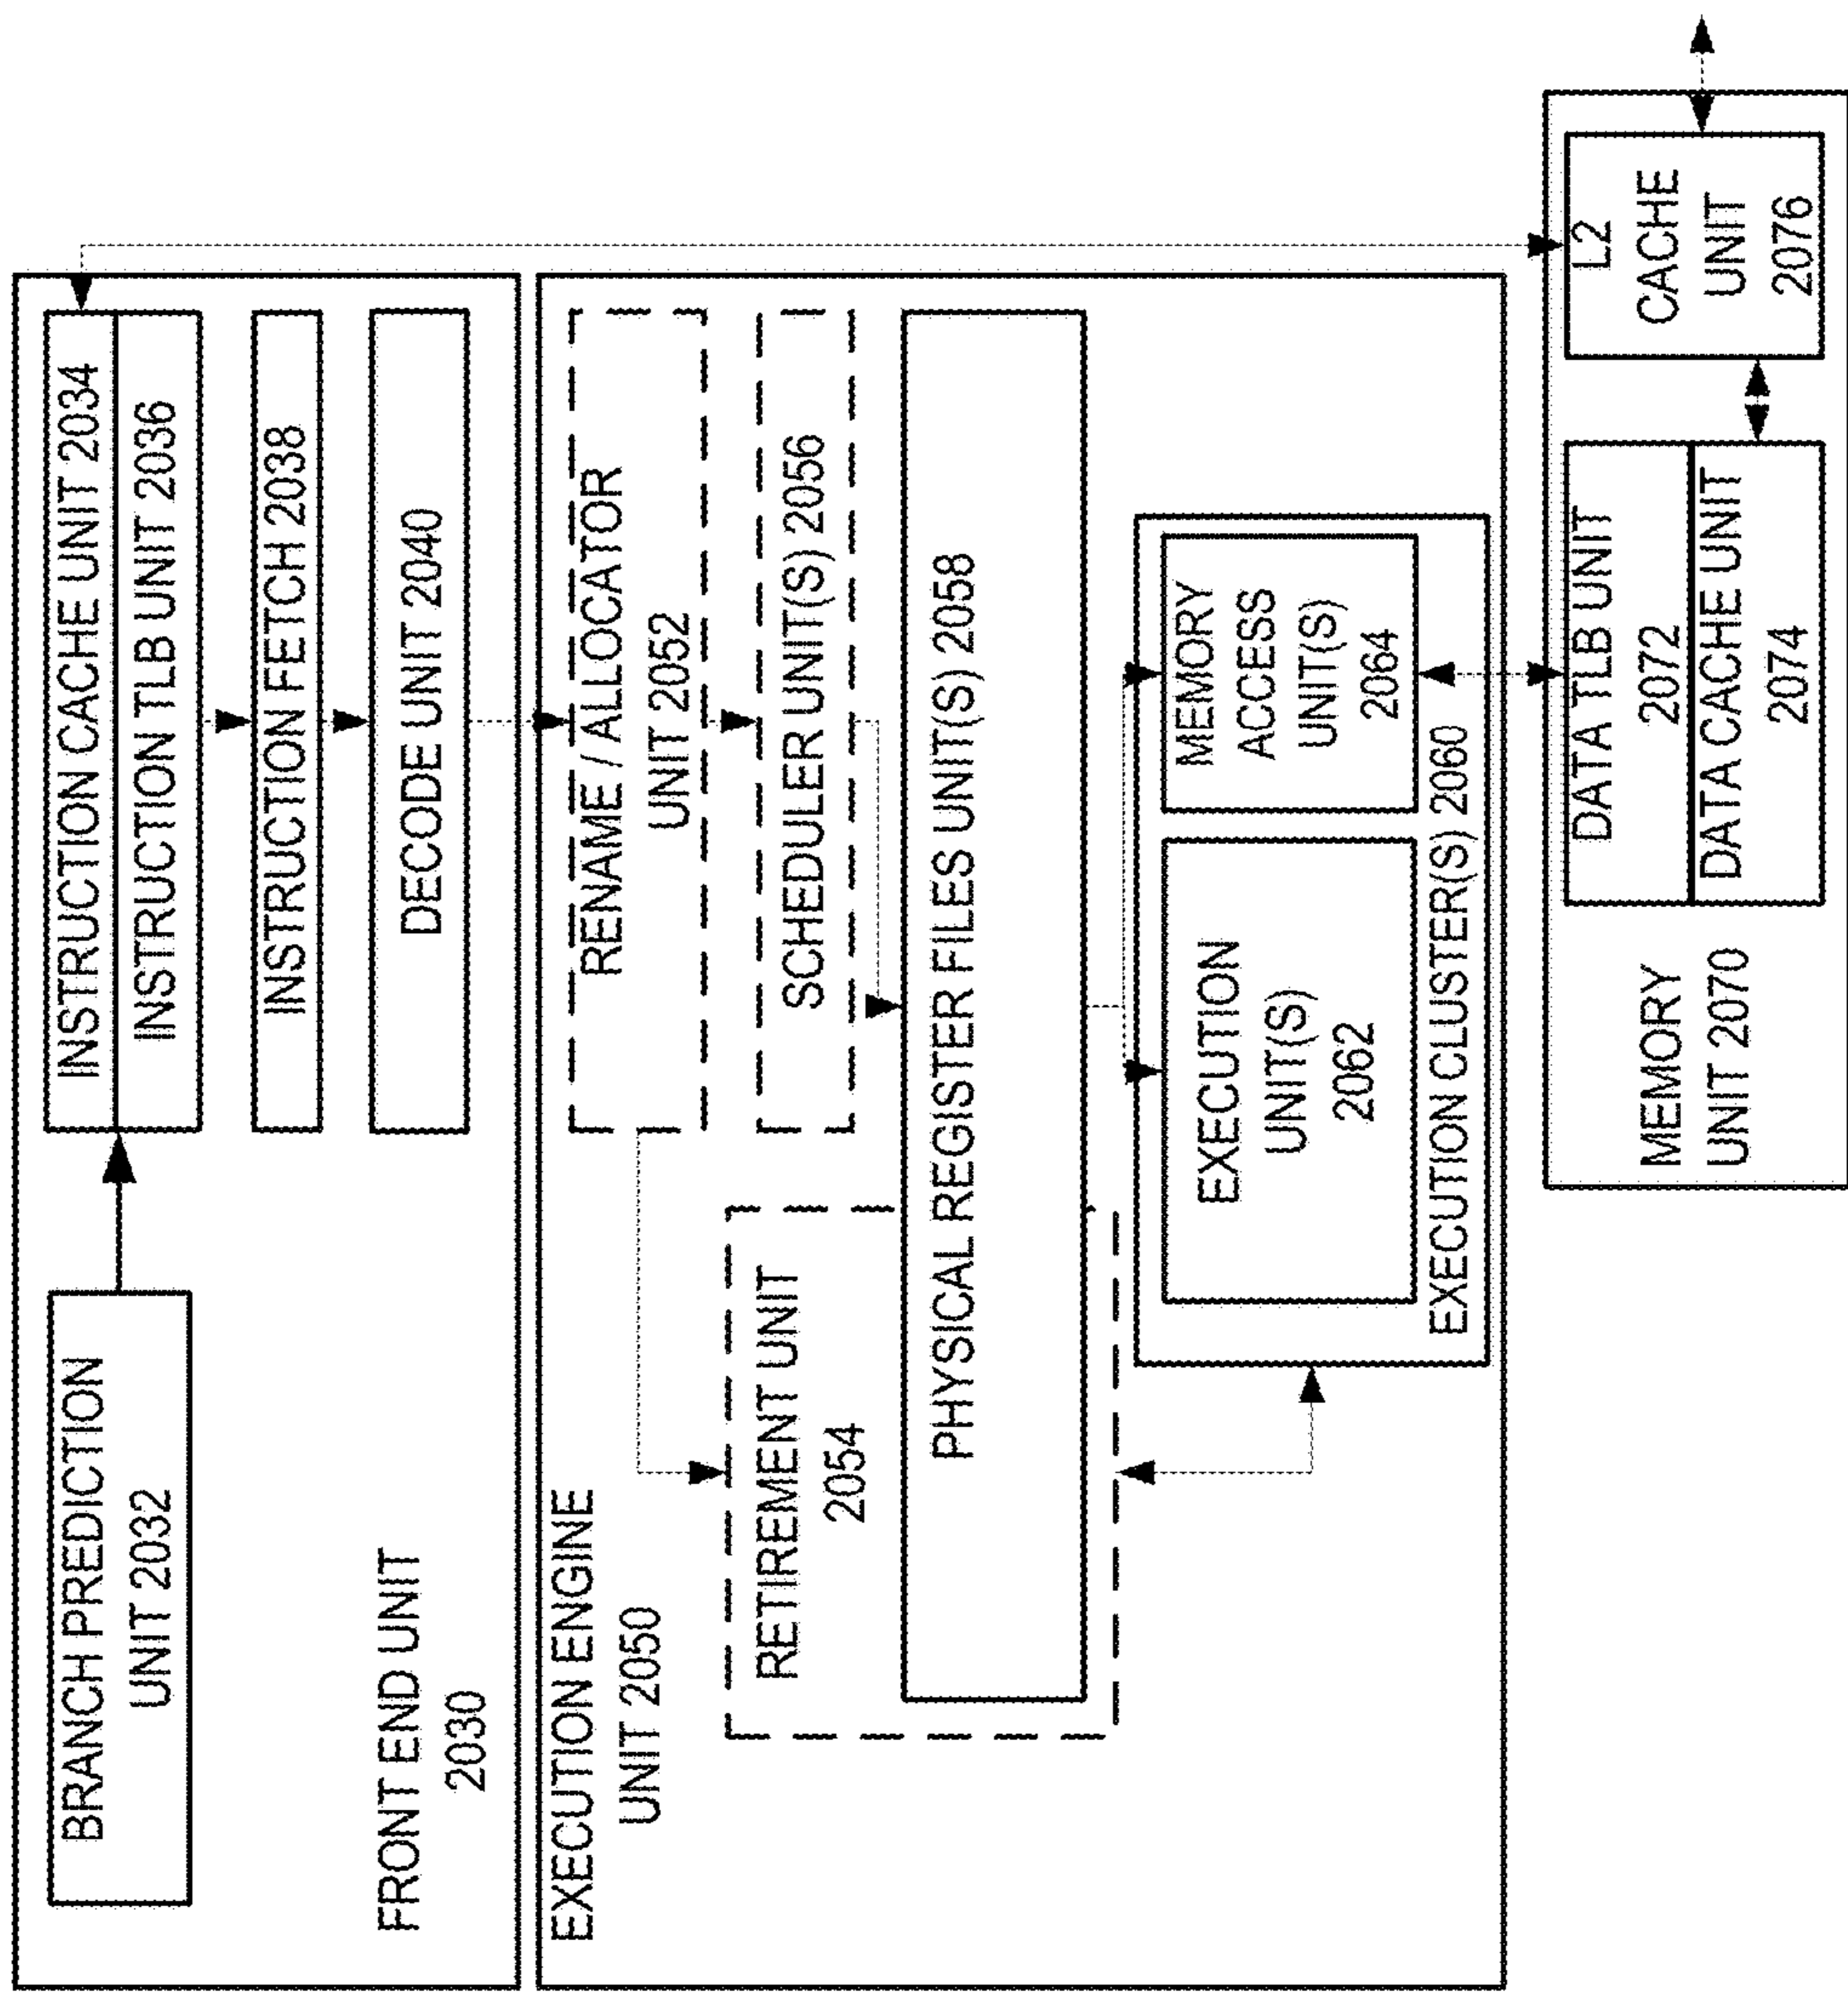 BRANCH PREDICTION
UNIT 2032
INSTRUCTION CACHE UNIT 2034
INSTRUCTION TLB UNIT 2036
INSTRUCTION FETCH 2038
DECODE UNIT 2040
FRONT END UNIT
2030
EXECUTION ENGINE
UNIT 2050
RENAME / ALLOCATOR
UNIT 2052
RETIREMENT UNIT
2054
SCHEDULER UNIT(S) 2056
PHYSICAL REGISTER FILES UNIT(S) 2058
EXECUTION
UNIT(S)
2062
MEMORY
ACCESS
UNIT(S)
2064
EXECUTION CLUSTER(S) 2060
MEMORY
UNIT 2070
DATA TLB UNIT
2072
DATA CACHE UNIT
2074
L2
CACHE
UNIT
2076